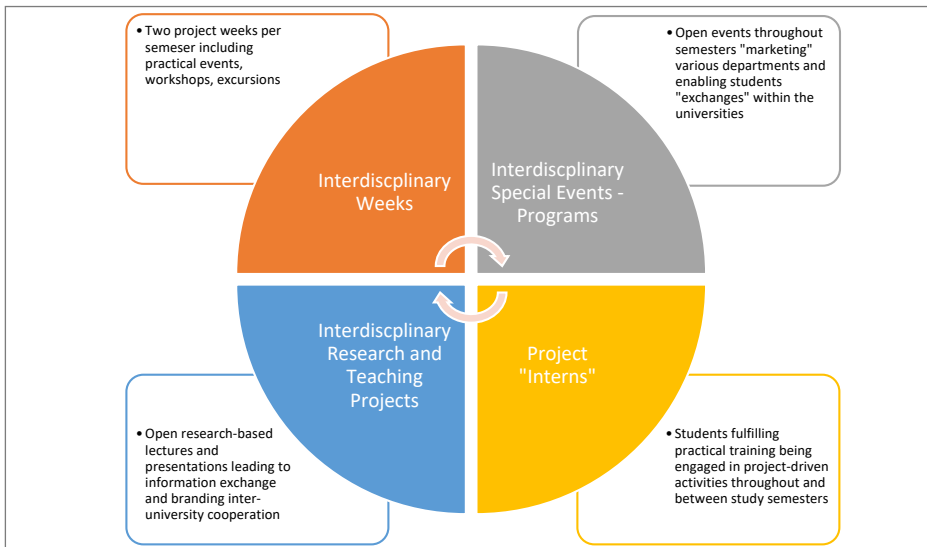 • Two project weeks per
semeser including
practical events,
workshops, excursions
• Open events throughout
semesters "marketing"
various departments and
enabling students
"exchanges" within the
universities
Interdiscplinary
Weeks
Interdiscplinary
Special Events -
Programs
Interdiscplinary
Research and
Teaching
Projects
Project
"Interns"
• Open research-based
lectures and
presentations leading to
information exchange
and branding inter-
university cooperation
• Students fulfilling
practical training being
engaged in project-driven
activities throughout and
between study semesters